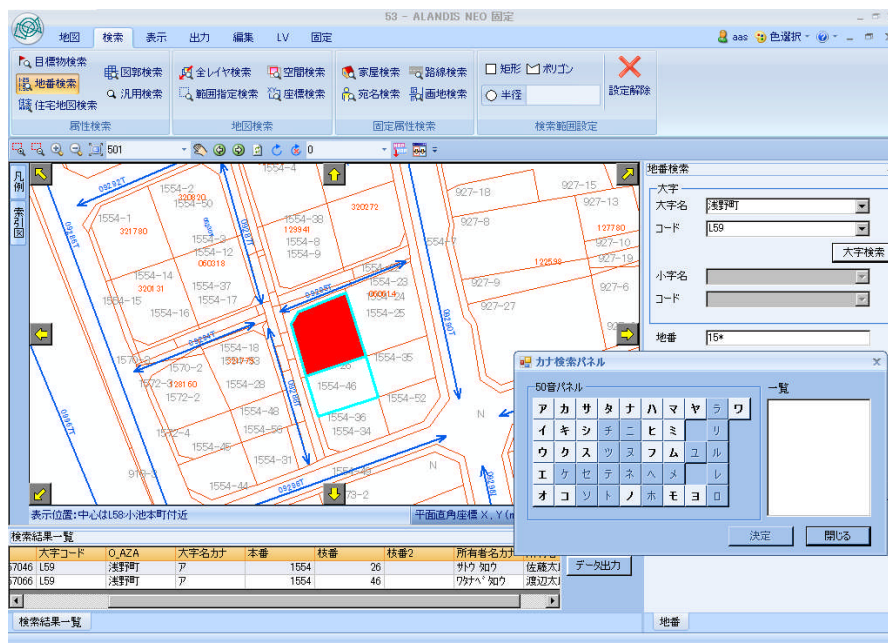 53 - ALANDIS NEO 固定
地図 検索 表示 出力 編集 LV 固定
aas 色選択
目標物検索 図郭検索 全レイヤ検索 空間検索 家屋検索 路線検索 矩形 ポリゴン
地番検索 汎用検索 範囲指定検索 座標検索 宛名検索 画地検索 半径 設定解除
住宅地図検索
属性検索 地図検索 固定属性検索 検索範囲設定
501 0
凡例
索引図
09292T
1554-2
320820
1554-50
1554-4
1554-1
321780
1554-3
1554-12
060318
1554-38
129941
1554-8
1554-9
320272
927-18
927-15
927-13
927-8
127780
927-10
927-19
122598
1554-7
1554-14
320131
1554-37
1554-15
1554-17
1554-16
1554-23
1554-25
927-9
927-27
927-6
1570-2
1570-2
1554-18
128160
1572-2
1554-28
1554-35
1554-46
1554-52
1554-48
1554-36
1554-34
1554-31
1554-44
N
N
表示位置:中心はL58:小池本町付近
地番検索
大字
大字名 浅野町
コード L59
大字検索
小字名
コード
地番 15*
カナ検索パネル
50音パネル 一覧
ア カ サ タ ナ ハ マ ヤ ラ ワ
イ キ シ チ ニ ヒ ミ リ
ウ ク ス ツ ヌ フ ム ユ ル
エ ケ セ テ ネ ヘ メ レ
オ コ ソ ト ノ ホ モ ヨ ロ
決定 閉じる
検索結果一覧
大字コード O_AZA 大字名カナ 本番 枝番 枝番2 所有者名カナ
67046 L59 浅野町 ア 1554 26 サトウ タロウ 佐藤太
67066 L59 浅野町 ア 1554 46 ワタナベ タロウ 渡辺太
データ出力
検索結果一覧
地番